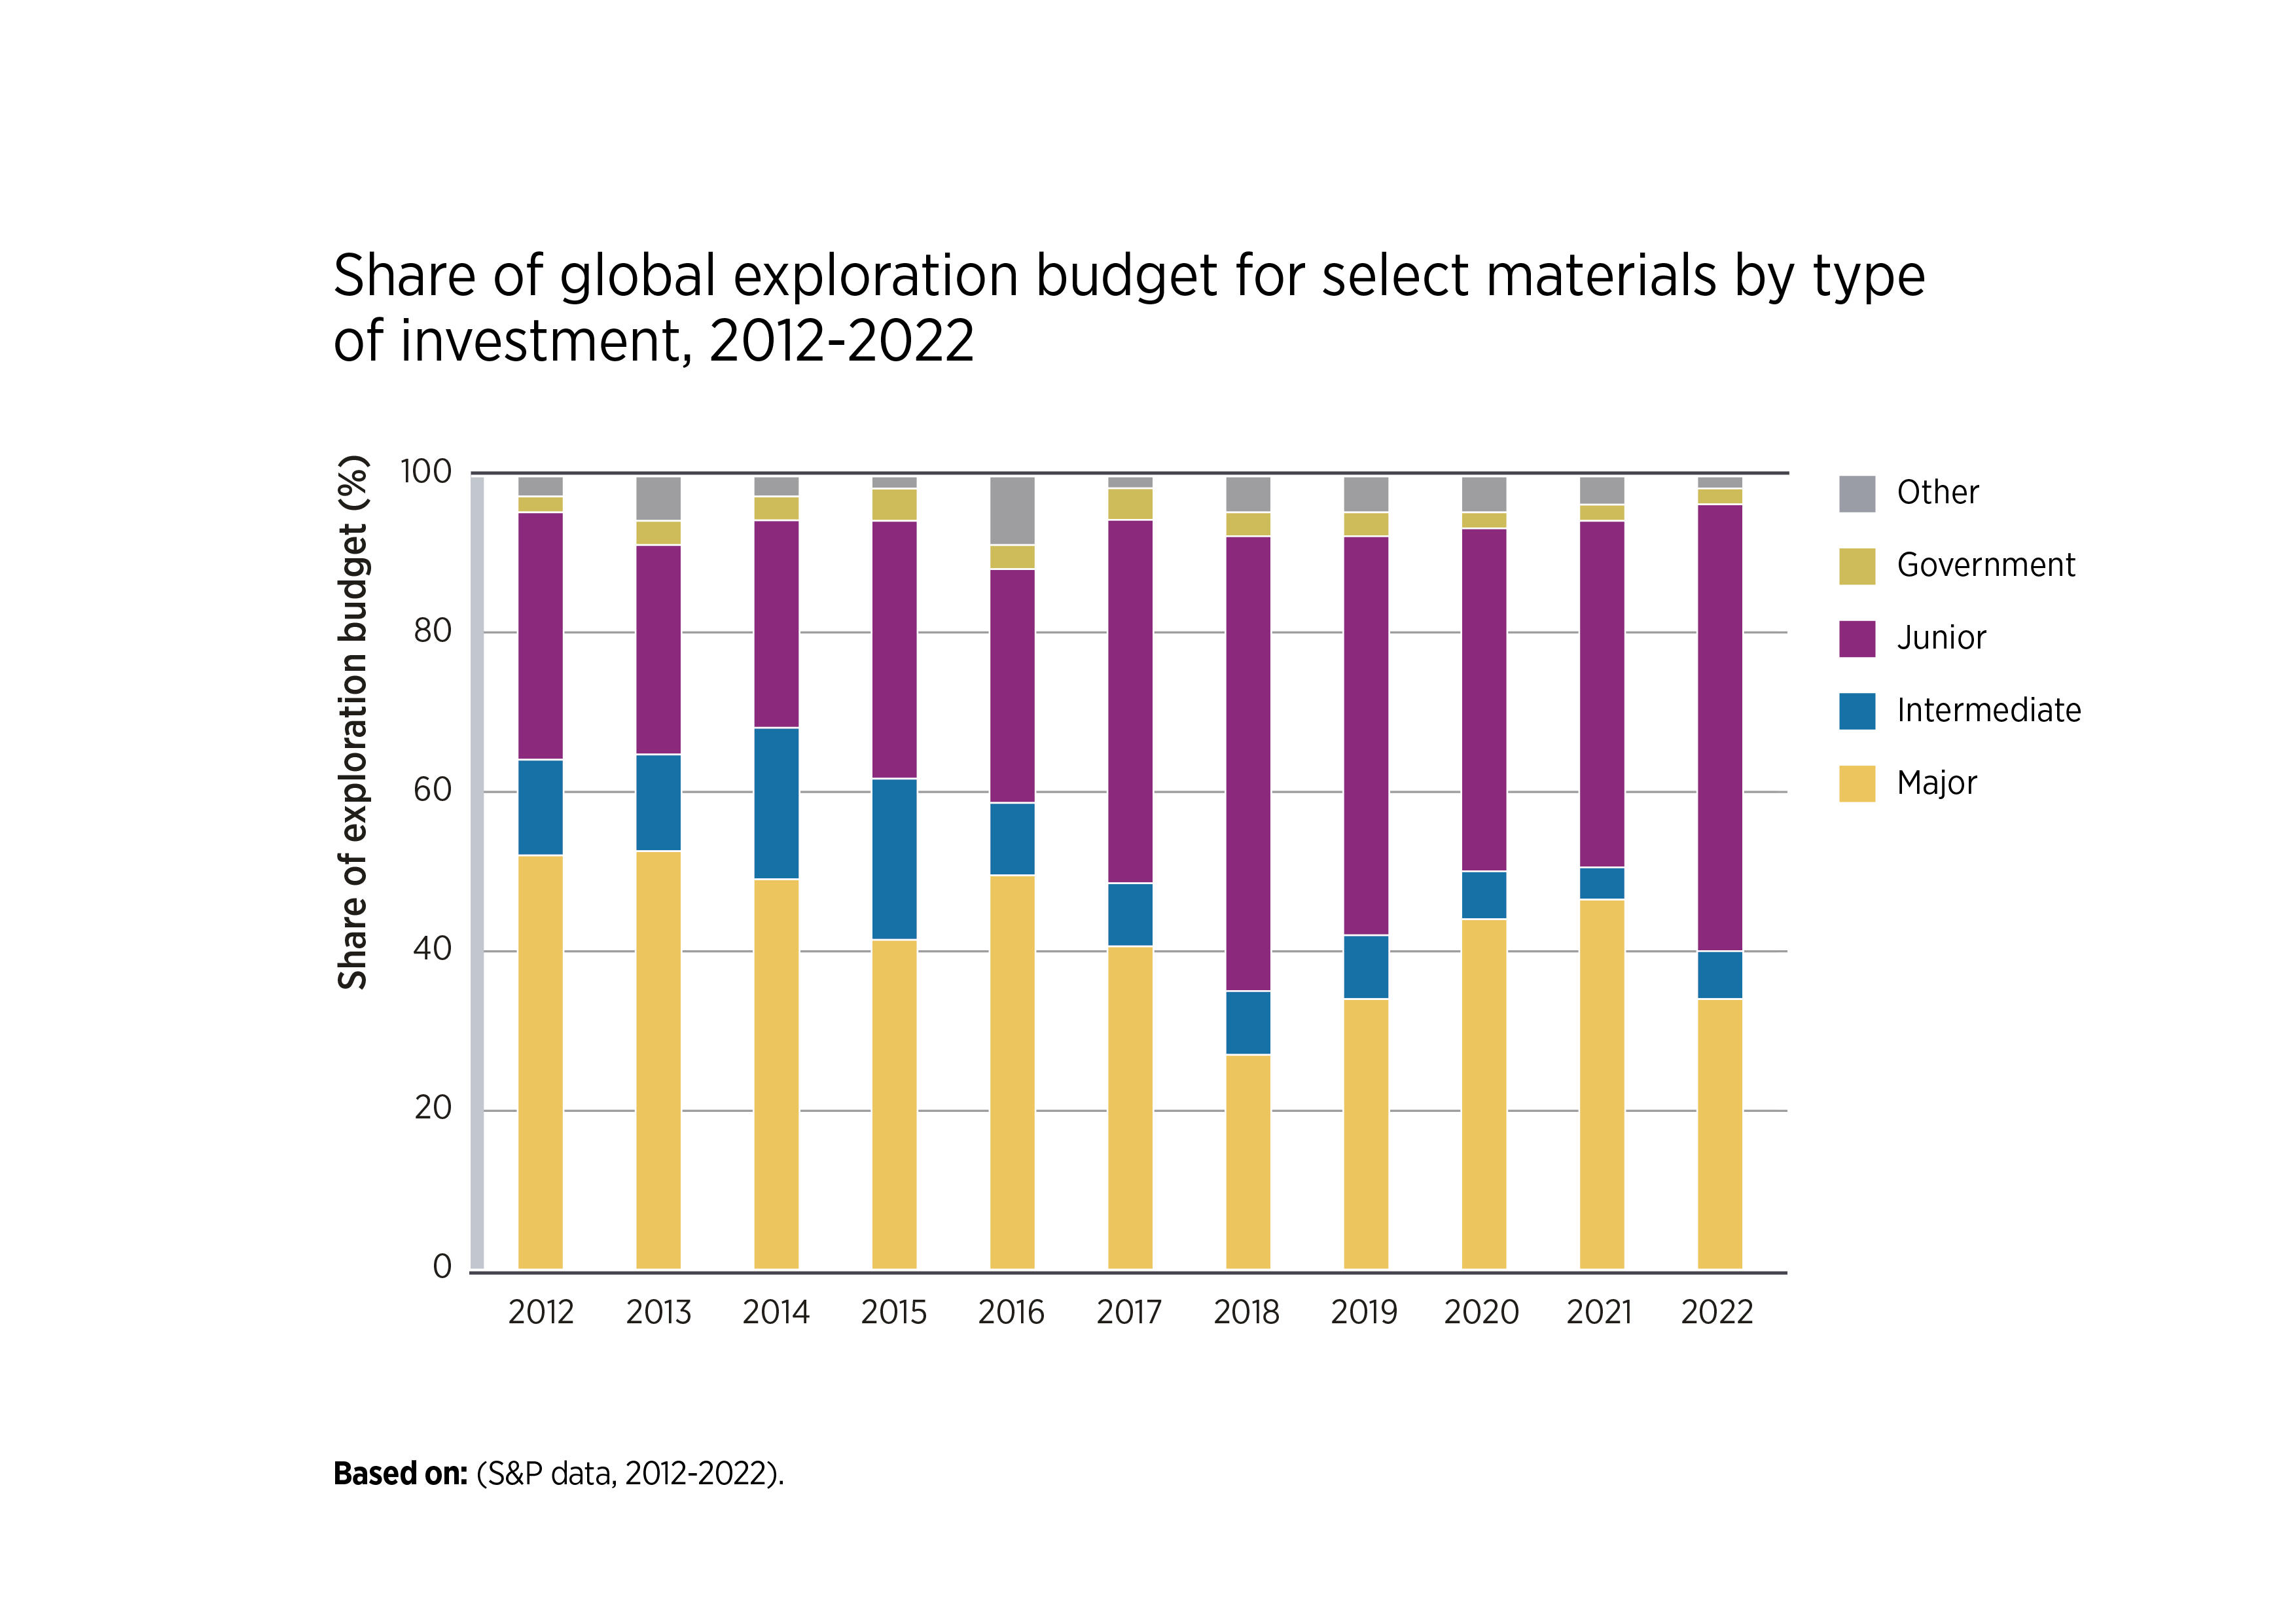 Share of global exploration budget for select materials by type
of investment, 2012-2022
Share of exploration budget (%)
100
80
60
40
20
0
2012 2013 2014 2015 2016 2017 2018 2019 2020 2021 2022
Other
Government
Junior
Intermediate
Major
Based on: (S&P data, 2012-2022).